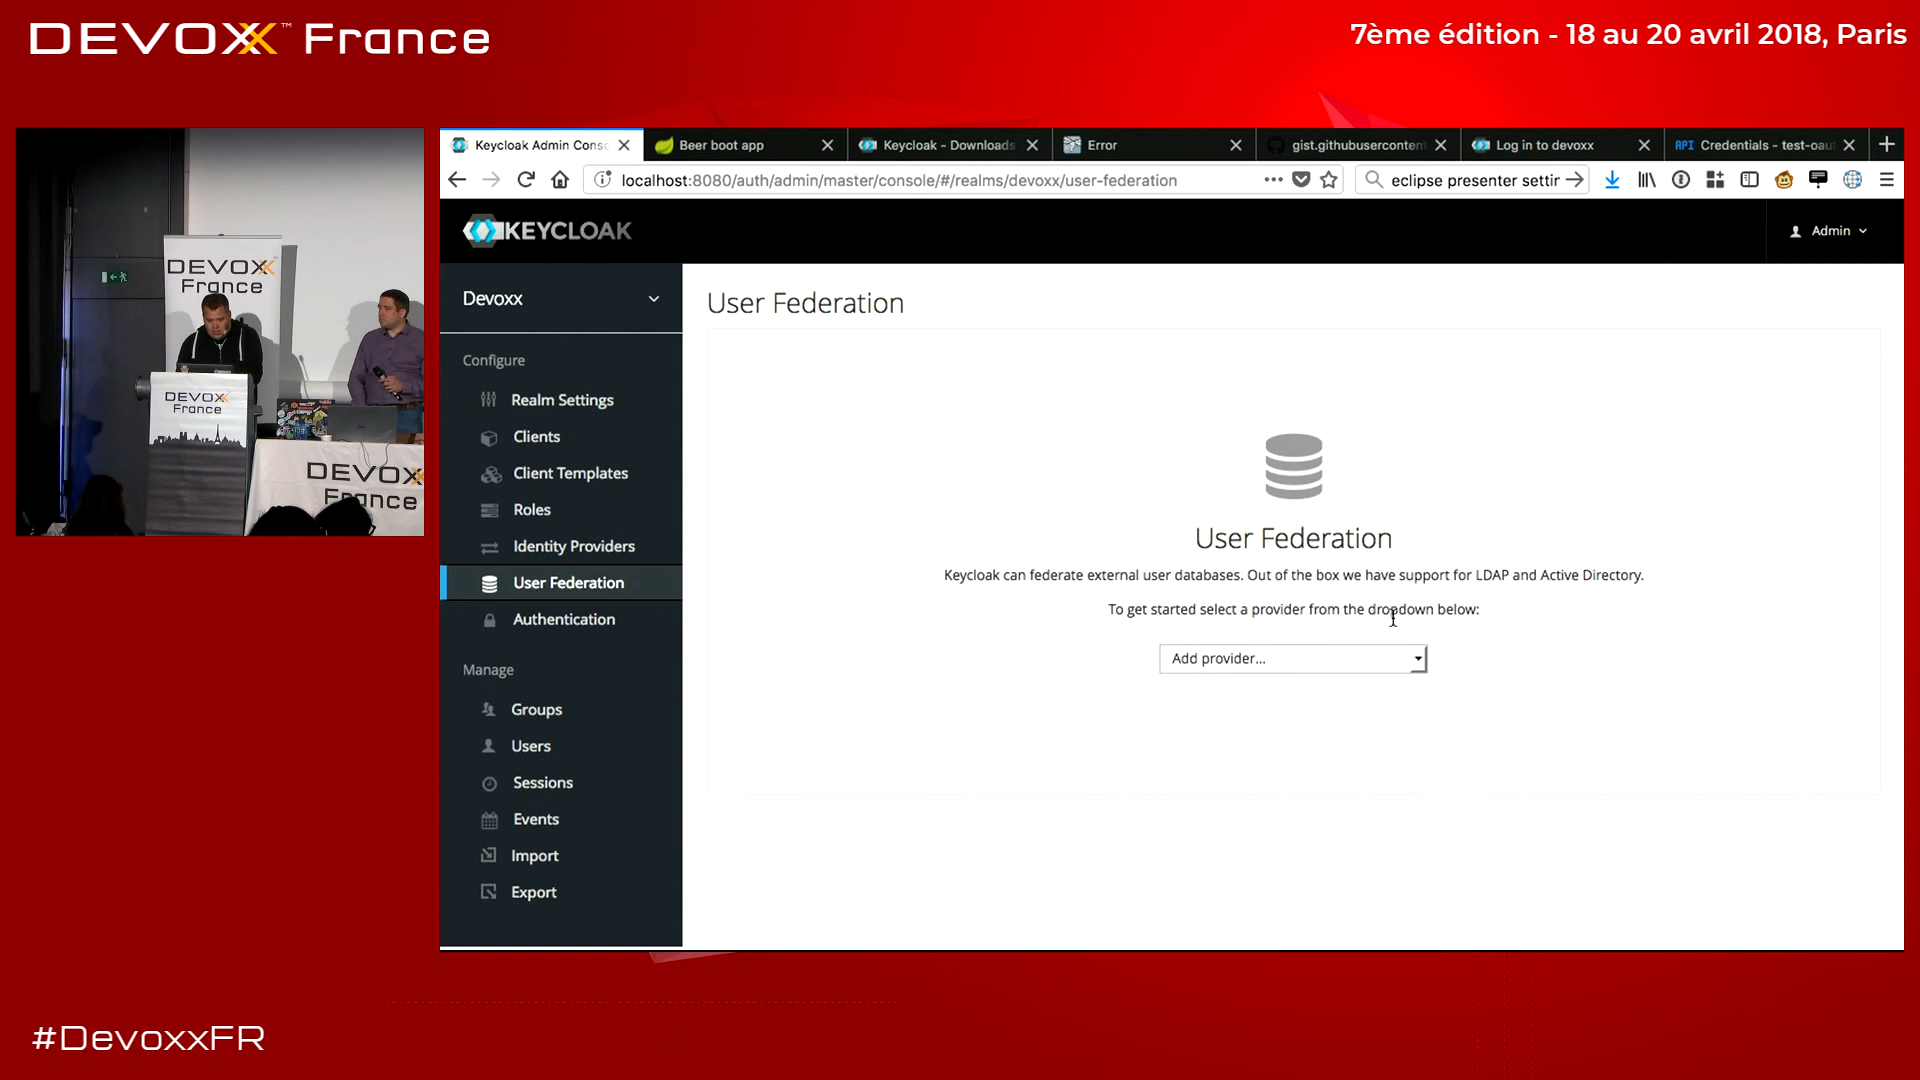 DEVOXX™ France
7ème édition - 18 au 20 avril 2018, Paris
DEVOXX
France
DEVOXX
France
DEVOXX
France
Keycloak Admin Cons
Beer boot app
Keycloak - Downloads
Error
gist.githubusercontent
Log in to devoxx
API Credentials - test-oau
localhost:8080/auth/admin/master/console/#/realms/devoxx/user-federation
eclipse presenter settir
KEYCLOAK
Admin
Devoxx
User Federation
Configure
Realm Settings
Clients
Client Templates
Roles
Identity Providers
User Federation
Authentication
Manage
Groups
Users
Sessions
Events
Import
Export
User Federation
Keycloak can federate external user databases. Out of the box we have support for LDAP and Active Directory.
To get started select a provider from the dropdown below:
Add provider...
#DevoxxFR